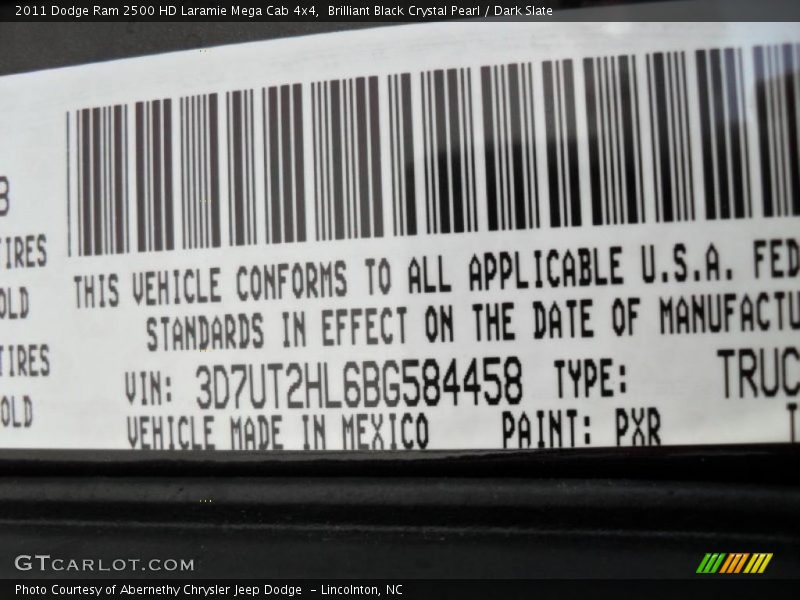 2011 Dodge Ram 2500 HD Laramie Mega Cab 4x4,  Brilliant Black Crystal Pearl / Dark Slate
TIRES
OLD
TIRES
OLD
THIS VEHICLE CONFORMS TO ALL APPLICABLE U.S.A. FED
STANDARDS IN EFFECT ON THE DATE OF MANUFACTU
VIN: 3D7UT2HL6BG584458 TYPE: TRUC
VEHICLE MADE IN MEXICO PAINT: PXR
GTCARLOT.COM
Photo Courtesy of Abernethy Chrysler Jeep Dodge  - Lincolnton, NC